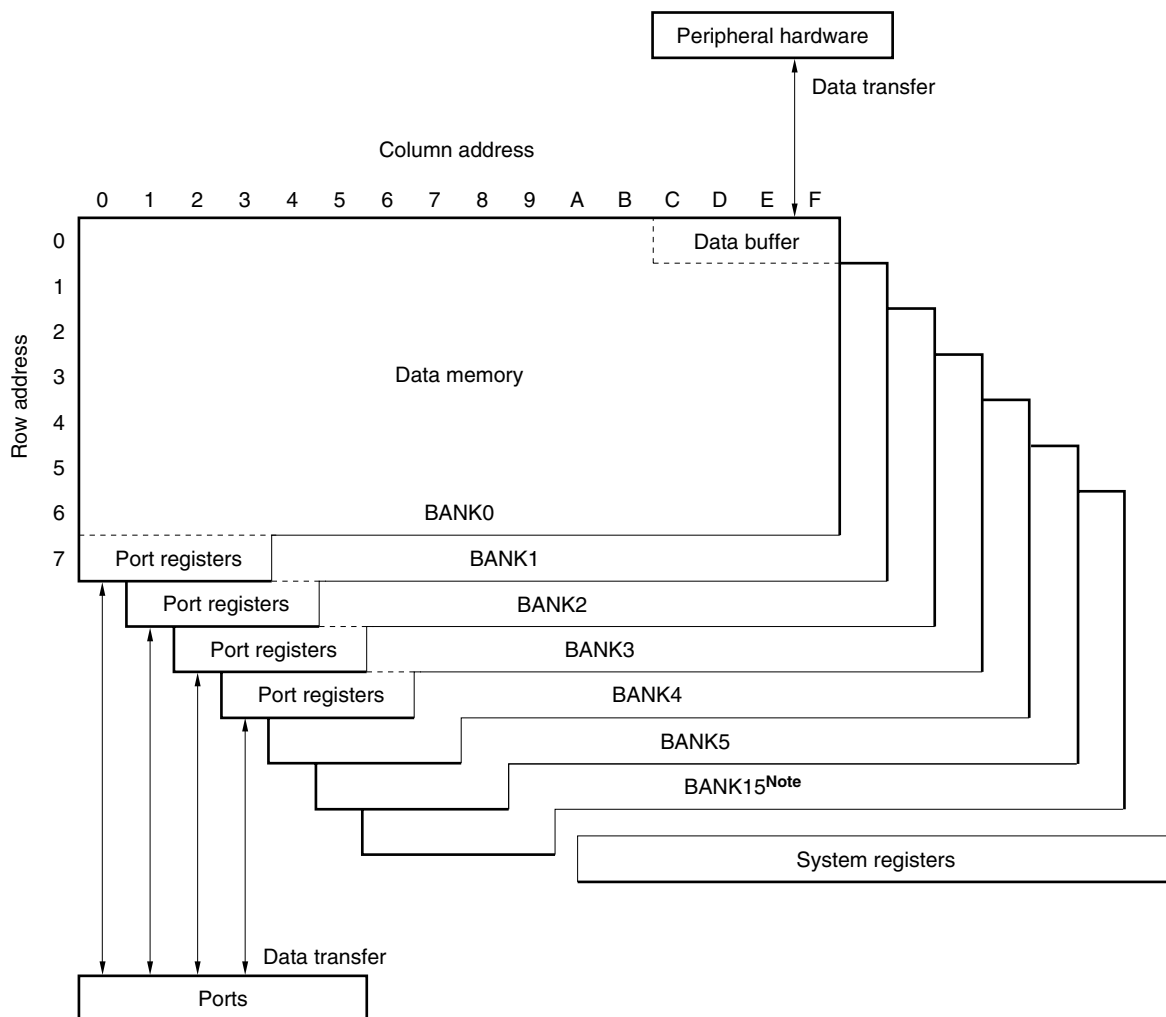 Peripheral hardware
Data transfer
Column address
0 1 2 3 4 5 6 7 8 9 A B C D E F
Row address
0
Data buffer
1
2
3
Data memory
4
5
6
BANK0
7
Port registers
BANK1
Port registers
BANK2
Port registers
BANK3
Port registers
BANK4
BANK5
BANK15Note
System registers
Data transfer
Ports